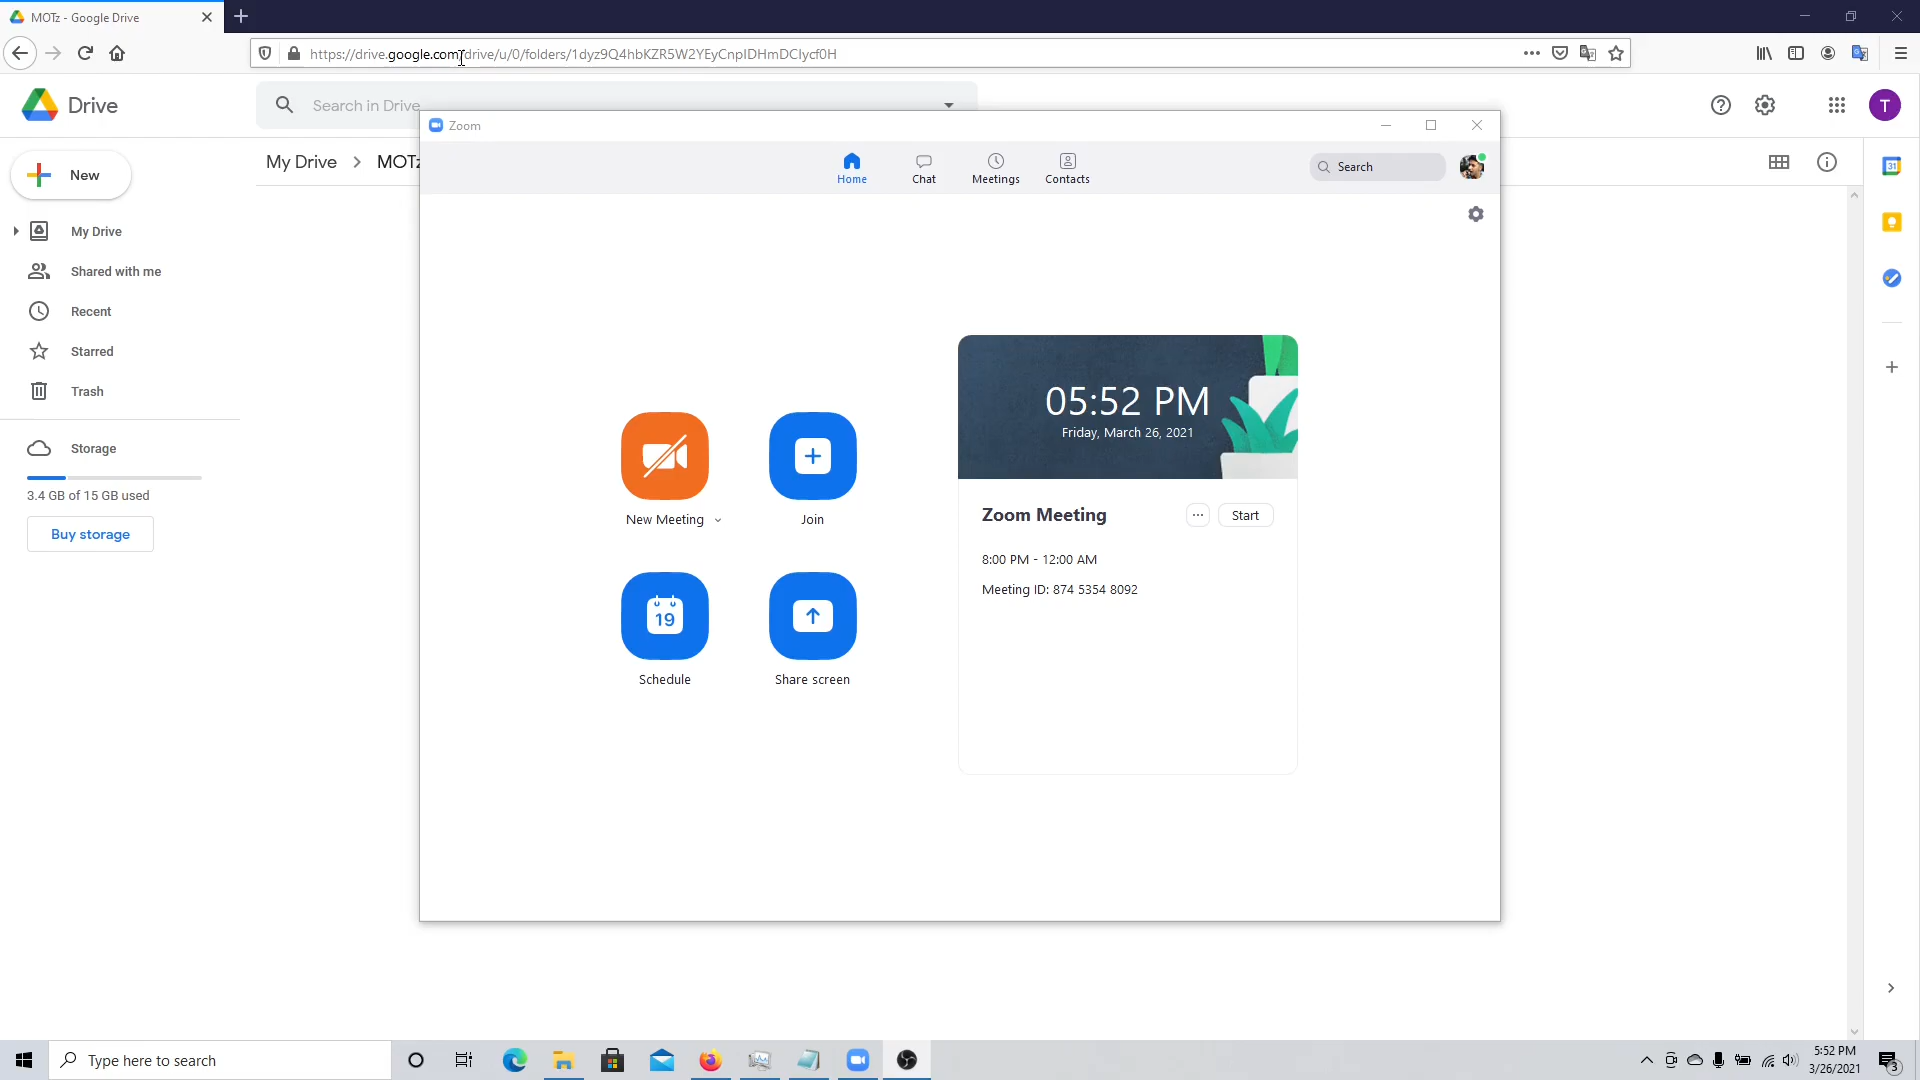 MOTz - Google Drive
https://drive.google.com/drive/u/0/folders/1dyz9Q4hbKZR5W2YEyCnpIDHmDCIycf0H
Drive
Search in Drive
T
New
My Drive
MOTz
My Drive
Shared with me
Recent
Starred
Trash
Storage
3.4 GB of 15 GB used
Buy storage
Zoom
Home
Chat
Meetings
Contacts
Search
New Meeting
Join
19
Schedule
Share screen
05:52 PM
Friday, March 26, 2021
Zoom Meeting
Start
8:00 PM - 12:00 AM
Meeting ID: 874 5354 8092
31
Type here to search
5:52 PM
3/26/2021
3